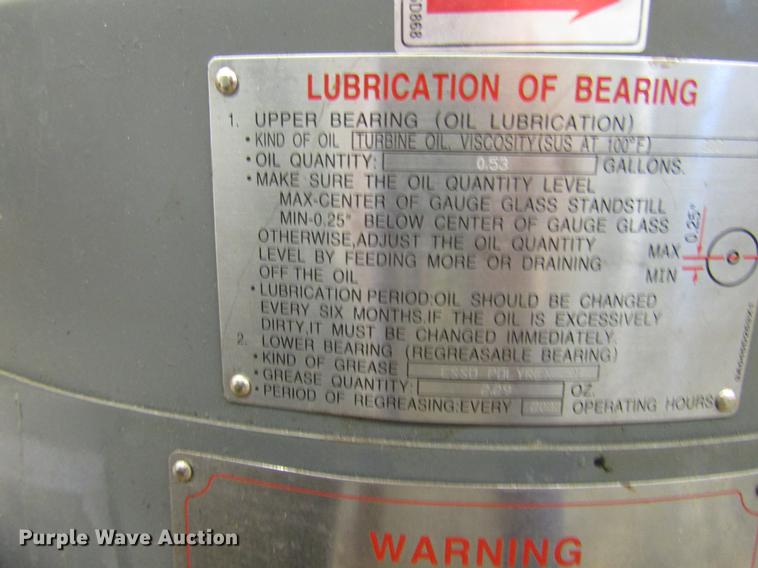 D868
LUBRICATION OF BEARING
1. UPPER BEARING (OIL LUBRICATION)
• KIND OF OIL TURBINE OIL, VISCOSITY(SUS AT 100°F)
• OIL QUANTITY: 0.53 GALLONS.
• MAKE SURE THE OIL QUANTITY LEVEL
MAX-CENTER OF GAUGE GLASS STANDSTILL
MIN-0.25" BELOW CENTER OF GAUGE GLASS
OTHERWISE,ADJUST THE OIL QUANTITY
LEVEL BY FEEDING MORE OR DRAINING
OFF THE OIL
0.25"
MAX
MIN
• LUBRICATION PERIOD:OIL SHOULD BE CHANGED
EVERY SIX MONTHS.IF THE OIL IS EXCESSIVELY
DIRTY,IT MUST BE CHANGED IMMEDIATELY.
2. LOWER BEARING (REGREASABLE BEARING)
• KIND OF GREASE ESSO POLYREX
• GREASE QUANTITY: 2.29 OZ.
• PERIOD OF REGREASING:EVERY OPERATING HOURS
WARNING
Purple Wave Auction